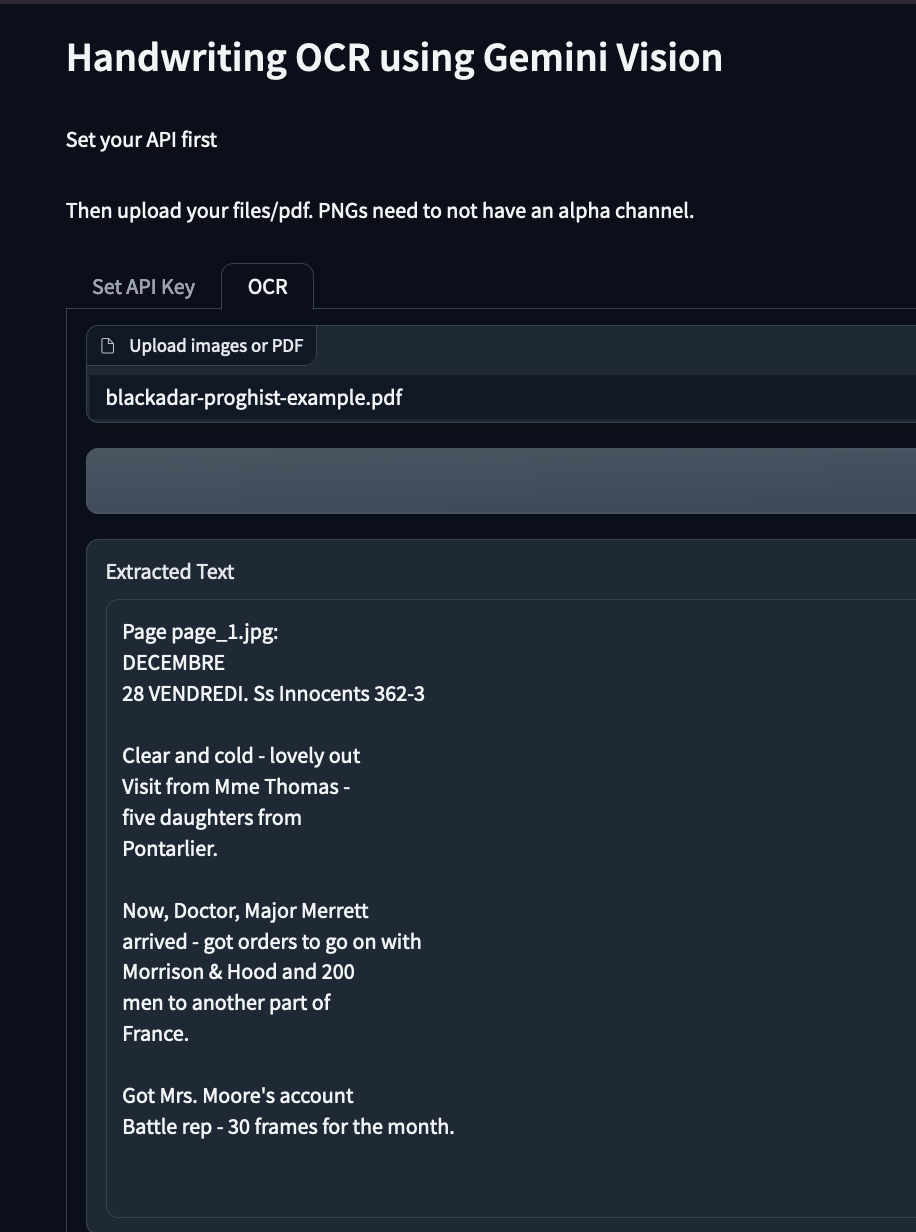 Handwriting OCR using Gemini Vision
Set your API first
Then upload your files/pdf. PNGs need to not have an alpha channel.
Set API Key
OCR
Upload images or PDF
blackadar-proghist-example.pdf
Extracted Text
Page page_1.jpg:
DECEMBRE
28 VENDREDI. Ss Innocents 362-3
Clear and cold - lovely out
Visit from Mme Thomas -
five daughters from
Pontarlier.
Now, Doctor, Major Merrett
arrived - got orders to go on with
Morrison & Hood and 200
men to another part of
France.
Got Mrs. Moore's account
Battle rep - 30 frames for the month.